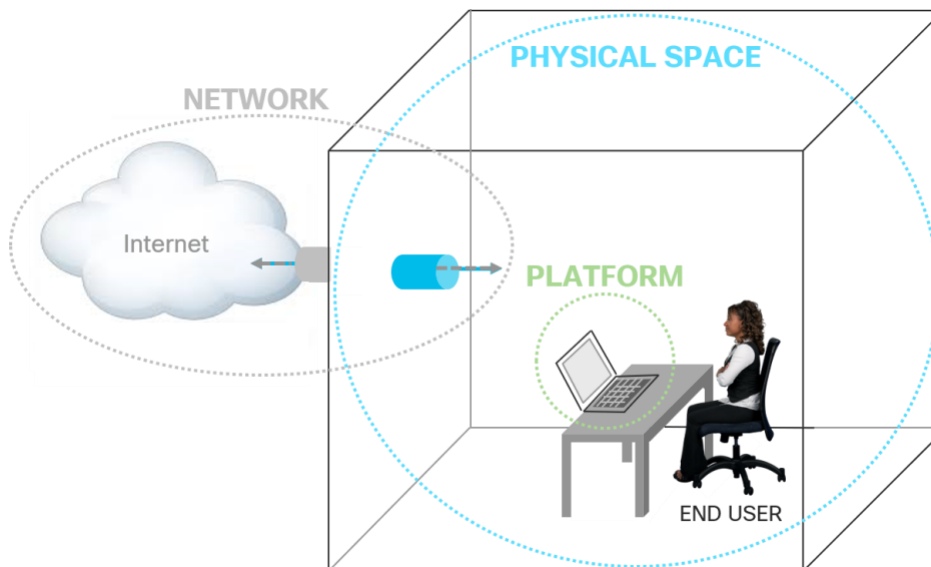 PHYSICAL SPACE
NETWORK
Internet
PLATFORM
END USER